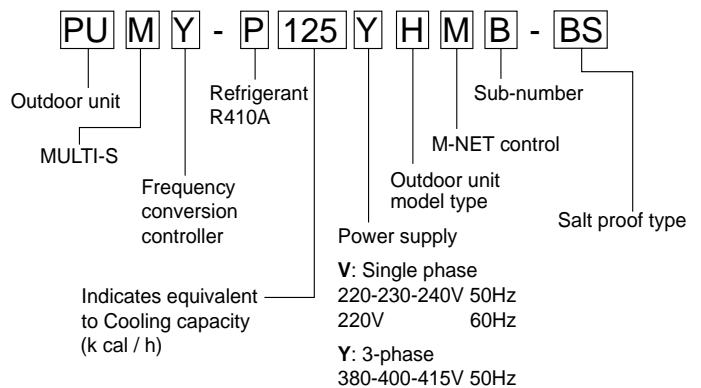 PU M Y - P 125 Y H M B - BS
Outdoor unit
MULTI-S
Frequency
conversion
controller
Refrigerant
R410A
Indicates equivalent
to Cooling capacity
(k cal / h)
Power supply
V: Single phase
220-230-240V 50Hz
220V 60Hz
Y: 3-phase
380-400-415V 50Hz
Outdoor unit
model type
M-NET control
Sub-number
Salt proof type